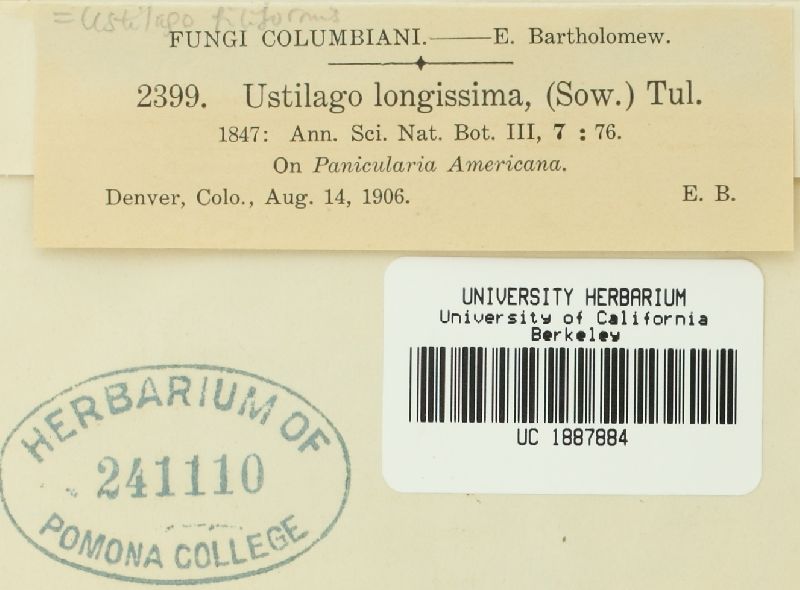 = Ustilago filiformis
FUNGI COLUMBIANI.——E. Bartholomew.
2399. Ustilago longissima, (Sow.) Tul.
1847: Ann. Sci. Nat. Bot. III, 7 : 76.
On Panicularia Americana.
Denver, Colo., Aug. 14, 1906. E. B.
UNIVERSITY HERBARIUM
University of California
Berkeley
UC 1887884
HERBARIUM OF
241110
POMONA COLLEGE